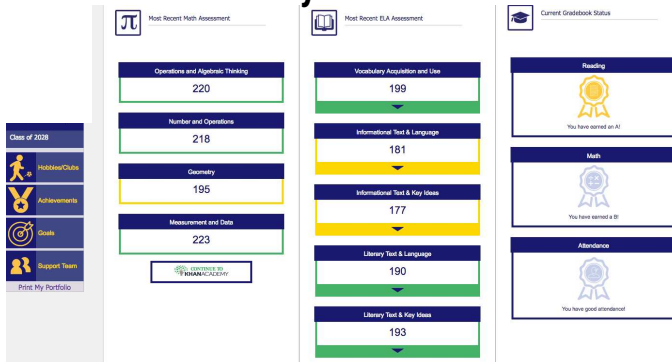 Class of 2028
Hobbies/Clubs
Achievements
Goals
Support Team
Print My Portfolio
Most Recent Math Assessment
Operations and Algebraic Thinking
220
Number and Operations
218
Geometry
195
Measurement and Data
223
CONTINUE TO
KHANACADEMY
Most Recent ELA Assessment
Vocabulary Acquisition and Use
199
Informational Text & Language
181
Informational Text & Key Ideas
177
Literary Text & Language
190
Literary Text & Key Ideas
193
Current Gradebook Status
Reading
You have earned an A!
Math
You have earned a B!
Attendance
You have good attendance!